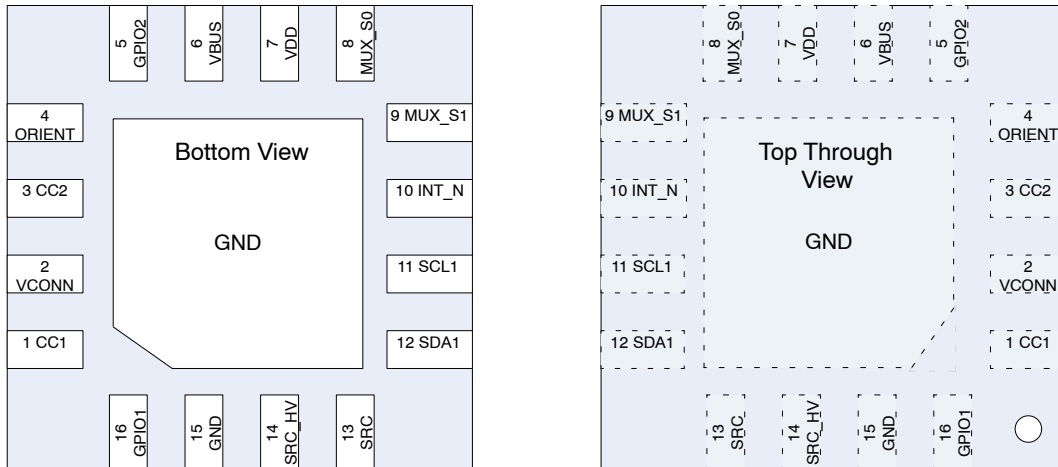 5
GPIO2
6
VBUS
7
VDD
8
MUX_S0
4
ORIENT
3 CC2
2
VCONN
1 CC1
Bottom View
GND
9 MUX_S1
10 INT_N
11 SCL1
12 SDA1
16
GPIO1
15
GND
14
SRC_HV
13
SRC
8
MUX_S0
7
VDD
6
VBUS
5
GPIO2
9 MUX_S1
10 INT_N
11 SCL1
12 SDA1
Top Through
View
GND
4
ORIENT
3 CC2
2
VCONN
1 CC1
13
SRC
14
SRC_HV
15
GND
16
GPIO1